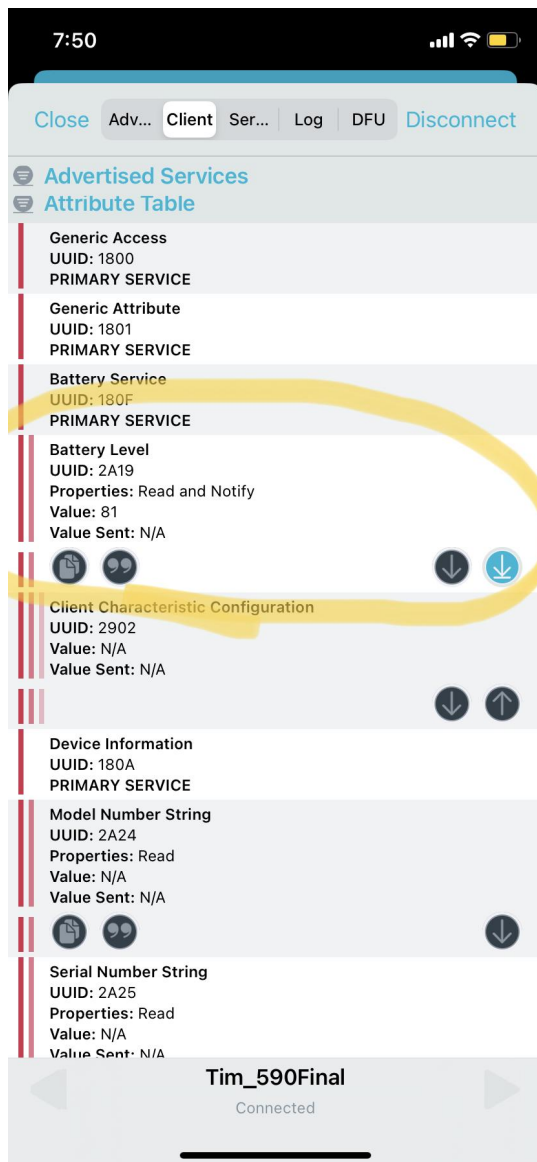 7:50
Close Adv... Client Ser... Log DFU Disconnect
Advertised Services
Attribute Table
Generic Access
UUID: 1800
PRIMARY SERVICE
Generic Attribute
UUID: 1801
PRIMARY SERVICE
Battery Service
UUID: 180F
PRIMARY SERVICE
Battery Level
UUID: 2A19
Properties: Read and Notify
Value: 81
Value Sent: N/A
Client Characteristic Configuration
UUID: 2902
Value: N/A
Value Sent: N/A
Device Information
UUID: 180A
PRIMARY SERVICE
Model Number String
UUID: 2A24
Properties: Read
Value: N/A
Value Sent: N/A
Serial Number String
UUID: 2A25
Properties: Read
Value: N/A
Value Sent: N/A
Tim_590Final
Connected